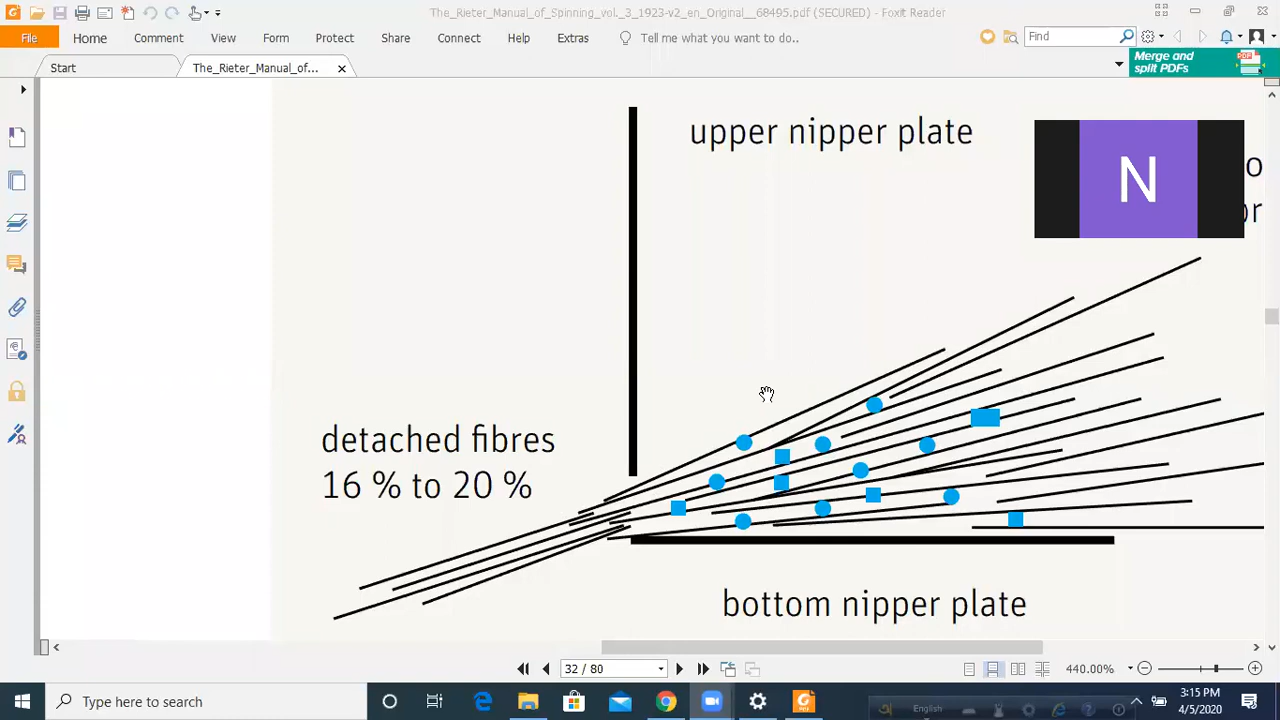 The_Rieter_Manual_of_Spinning_vol._3_1923-v2_en_Original__68495.pdf (SECURED) - Foxit Reader
File Home Comment View Form Protect Share Connect Help Extras Tell me what you want to do.. Find
Start The_Rieter_Manual_of... Merge and
split PDFs
upper nipper plate
N
o
or
detached fibres
16 % to 20 %
bottom nipper plate
32 / 80 440.00%
Type here to search
English
3:15 PM
4/5/2020